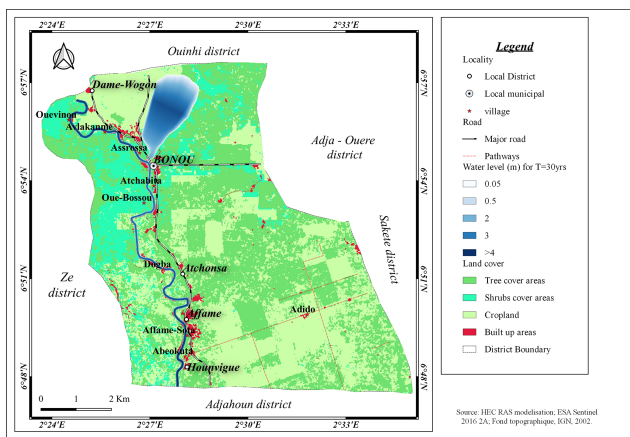 2°24'E 2°27'E 2°30'E 2°33'E
Ouinhi district
6°57'N
6°57'N
Dame-Wogon
Ouevinou
Avlakanme
Assrossa
Adja - Ouere
district
BONOU
6°54'N
6°54'N
Atchabita
Oue-Bossou
Sakete district
Dogba
Atchonsa
6°51'N
6°51'N
Ze
district
Affame
Adido
Affame-Sota
Abeokuta
Hounvigue
6°48'N
6°48'N
0 1 2 Km
Adjahoun district
2°24'E 2°27'E 2°30'E 2°33'E
Legend
Locality
Local District
Local municipal
village
Road
Major road
Pathways
Water level (m) for T=30yrs
0.05
0.5
2
3
>4
Land cover
Tree cover areas
Shrubs cover areas
Cropland
Built up areas
District Boundary
Source: HEC RAS modelisation; ESA Sentinel
2016 2A; Fond topographique, IGN, 2002.